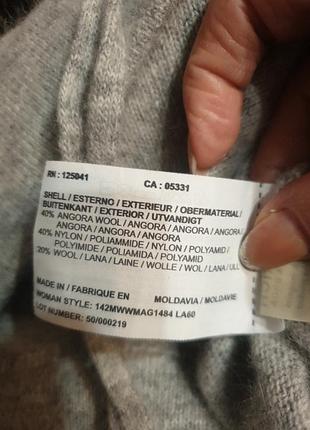 RN : 125041 CA : 05331
SHELL / ESTERNO / EXTERIEUR / OBERMATERIAL /
BUITENKANT / EXTERIOR / UTVANDIGT
40% ANGORA WOOL / ANGORA / ANGORA / ANGORA /
ANGORA / ANGORA / ANGORA
40% NYLON / POLIAMMIDE / NYLON / POLYAMID /
POLYIMIDE / POLIAMIDA / POLYAMID
20% WOOL / LANA / LAINE / WOLLE / WOL / LANA / ULL
MADE IN / FABRIQUE EN MOLDAVIA / MOLDAVIE
WOMAN STYLE: 142MWWMAG1484 LA60
LOT NUMBER: 50/000219